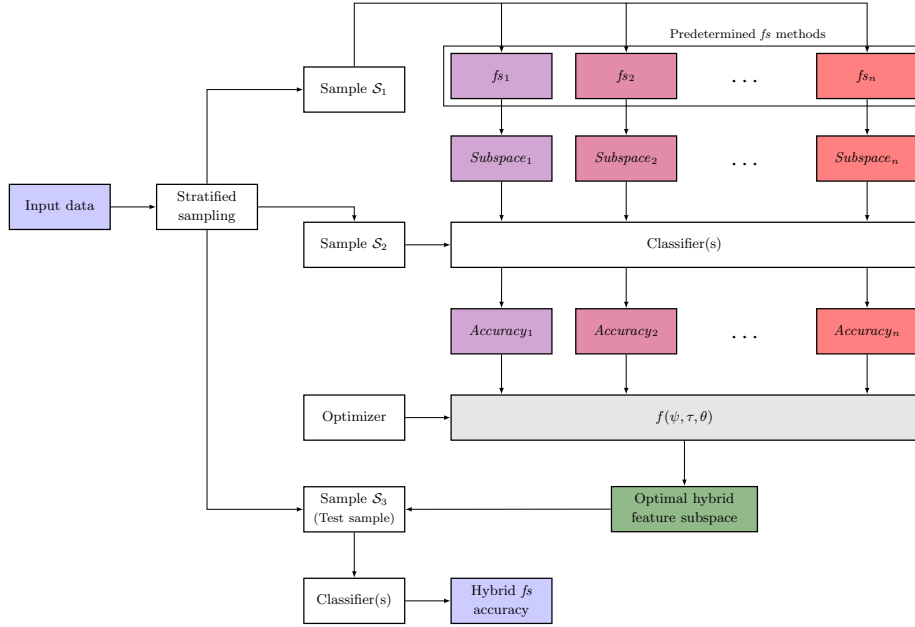 Predetermined fs methods
Sample 𝒮₁
fs₁
fs₂
. . .
fsₙ
Subspace₁
Subspace₂
. . .
Subspaceₙ
Input data
Stratified
sampling
Sample 𝒮₂
Classifier(s)
Accuracy₁
Accuracy₂
. . .
Accuracyₙ
Optimizer
f(ψ, τ, θ)
Sample 𝒮₃
(Test sample)
Optimal hybrid
feature subspace
Classifier(s)
Hybrid fs
accuracy